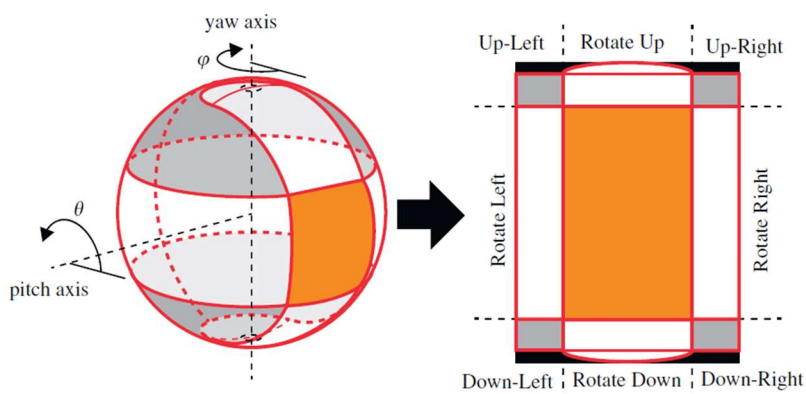 yaw axis
φ
θ
pitch axis
Up-Left
Rotate Up
Up-Right
Rotate Left
Rotate Right
Down-Left
Rotate Down
Down-Right